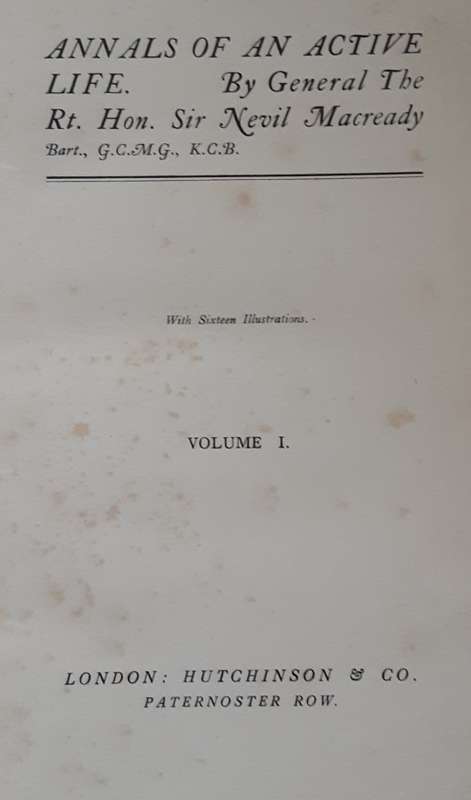 ANNALS OF AN ACTIVE
LIFE. By General The
Rt. Hon. Sir Nevil Macready
Bart., G.C.M.G., K.C.B.
With Sixteen Illustrations.
VOLUME I.
LONDON: HUTCHINSON & CO.
PATERNOSTER ROW.